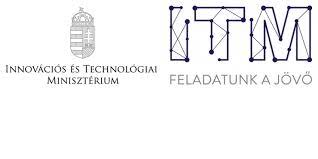 INNOVÁCIÓS ÉS TECHNOLÓGIAI
MINISZTÉRIUM
ITM
FELADATUNK A JÖVŐ